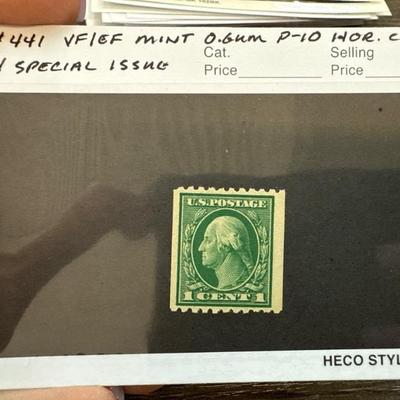 #441 VF/EF MINT O.GUM P-10 HOR. C
SPECIAL ISSUE
Cat.
Price
Selling
Price
U.S. POSTAGE
1 CENT 1
HECO STYL